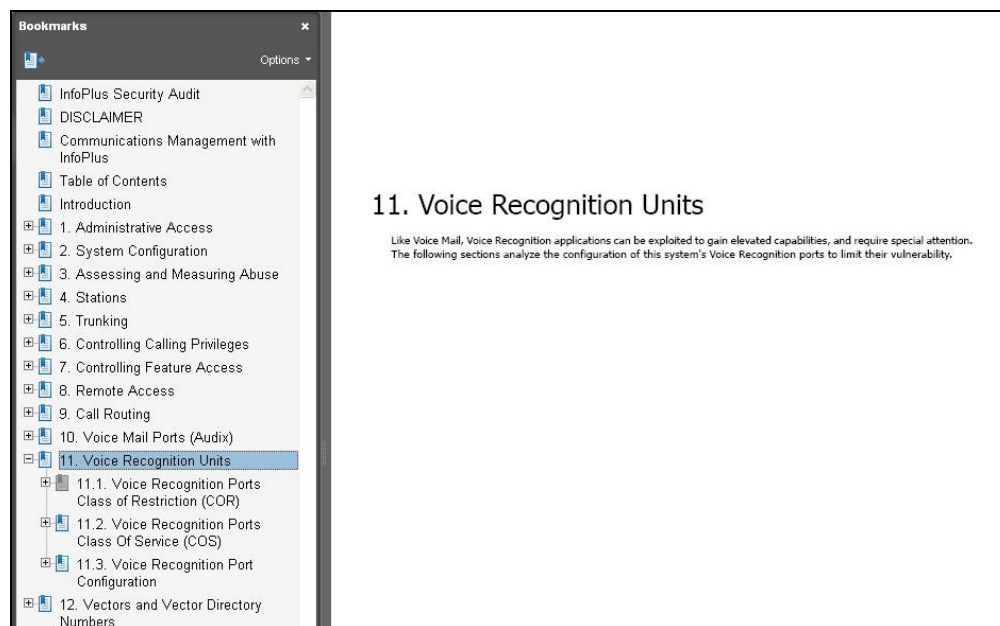 Bookmarks
Options
InfoPlus Security Audit
DISCLAIMER
Communications Management with
InfoPlus
Table of Contents
Introduction
1. Administrative Access
2. System Configuration
3. Assessing and Measuring Abuse
4. Stations
5. Trunking
6. Controlling Calling Privileges
7. Controlling Feature Access
8. Remote Access
9. Call Routing
10. Voice Mail Ports (Audix)
11. Voice Recognition Units
11.1. Voice Recognition Ports
Class of Restriction (COR)
11.2. Voice Recognition Ports
Class Of Service (COS)
11.3. Voice Recognition Port
Configuration
12. Vectors and Vector Directory
Numbers
11. Voice Recognition Units
Like Voice Mail, Voice Recognition applications can be exploited to gain elevated capabilities, and require special attention.
The following sections analyze the configuration of this system's Voice Recognition ports to limit their vulnerability.